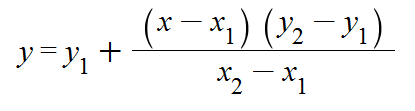 y = y₁ + (x − x₁) (y₂ − y₁) / x₂ − x₁